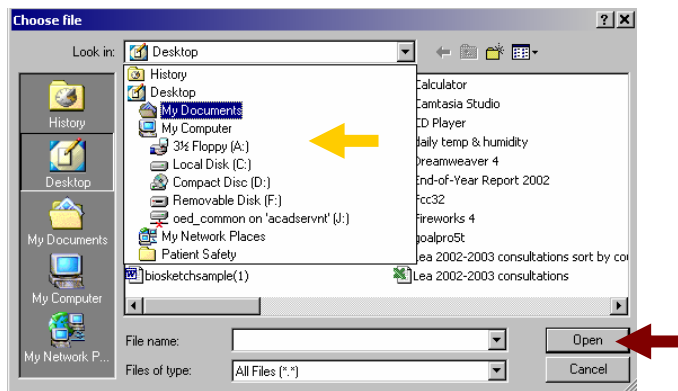 Choose file
Look in:
Desktop
History
Desktop
My Documents
My Computer
My Network P...
History
Desktop
My Documents
My Computer
3½ Floppy (A:)
Local Disk (C:)
Compact Disc (D:)
Removable Disk (F:)
oed_common on 'acadservnt' (J:)
My Network Places
Patient Safety
biosketchsample(1)
Calculator
Camtasia Studio
CD Player
daily temp & humidity
Dreamweaver 4
End-of-Year Report 2002
Fcc32
Fireworks 4
goalpro5t
Lea 2002-2003 consultations sort by cou
Lea 2002-2003 consultations
File name:
Open
Files of type:
All Files (*.*)
Cancel